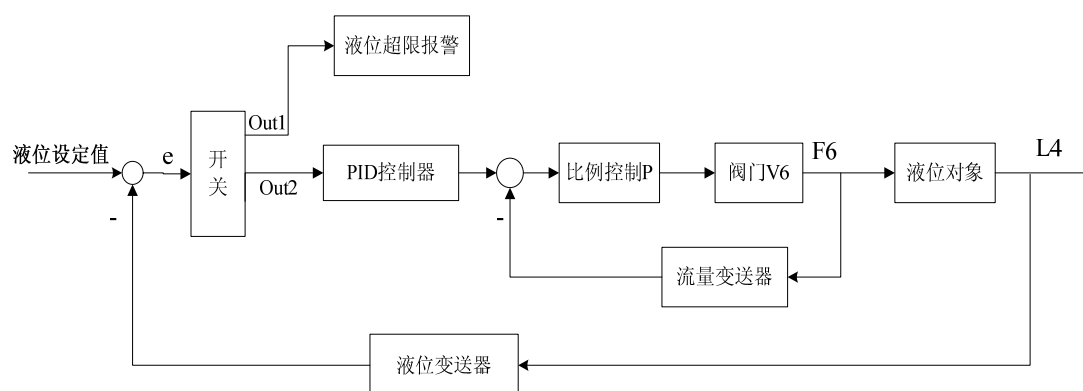 液位超限报警
Out1
液位设定值
e
开关
Out2
PID控制器
比例控制P
阀门V6
F6
液位对象
L4
-
-
流量变送器
液位变送器